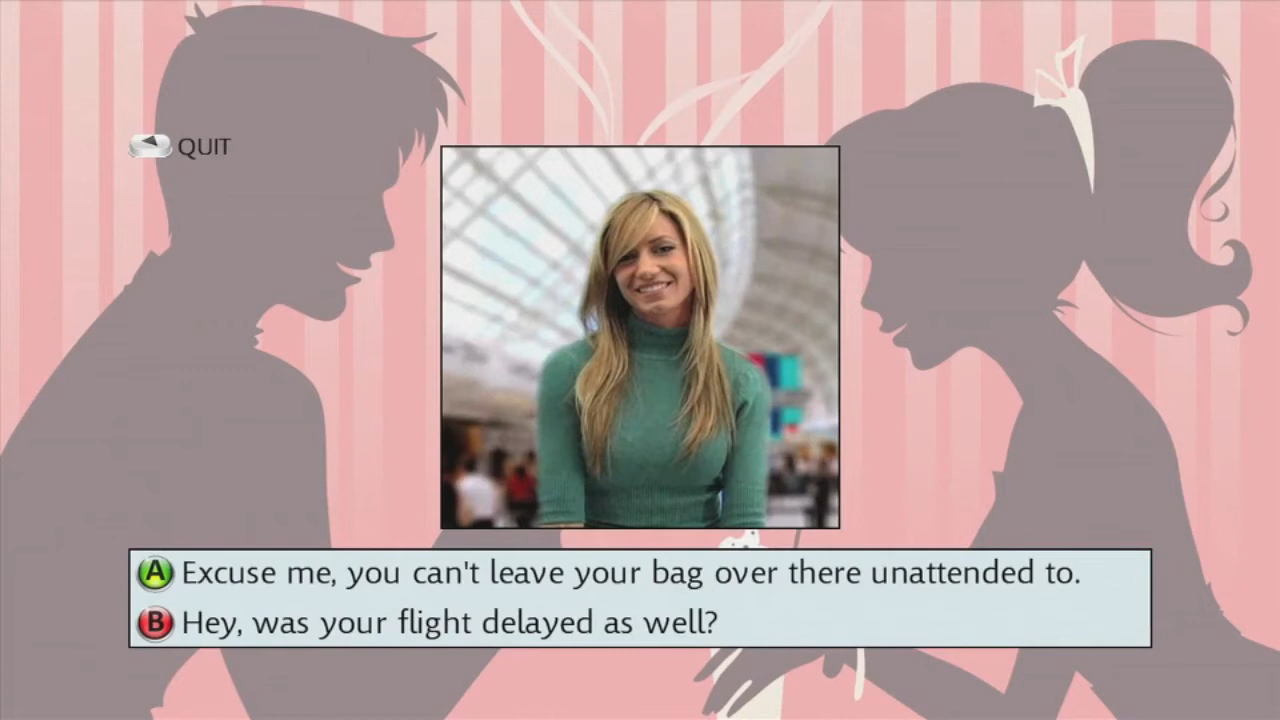 QUIT
A Excuse me, you can't leave your bag over there unattended to.
B Hey, was your flight delayed as well?